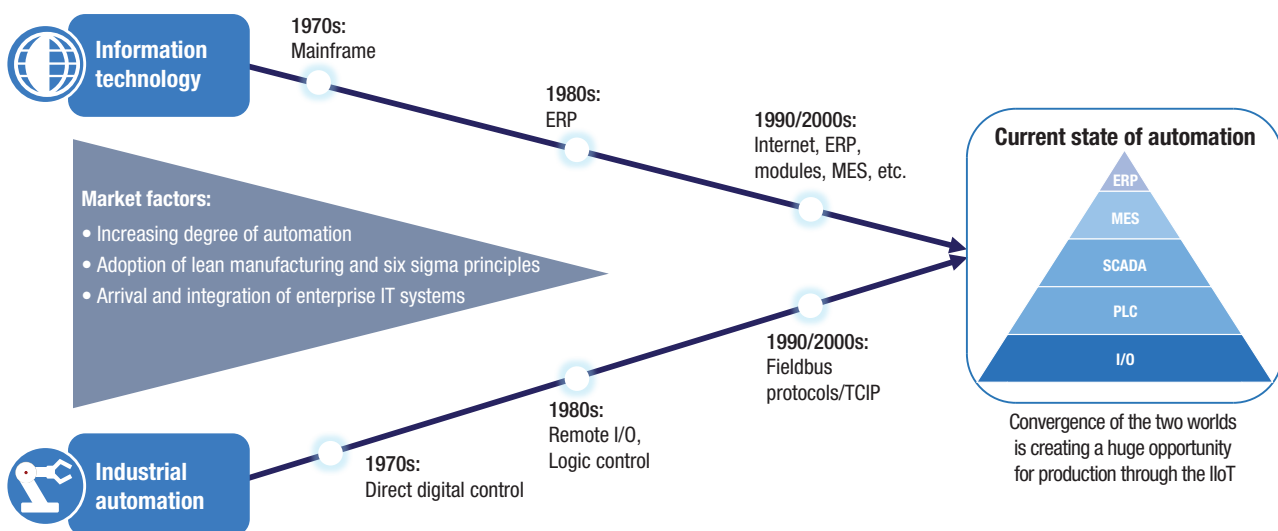 Information
technology
1970s:
Mainframe
1980s:
ERP
1990/2000s:
Internet, ERP,
modules, MES, etc.
Market factors:
• Increasing degree of automation
• Adoption of lean manufacturing and six sigma principles
• Arrival and integration of enterprise IT systems
Industrial
automation
1970s:
Direct digital control
1980s:
Remote I/O,
Logic control
1990/2000s:
Fieldbus
protocols/TCIP
Current state of automation
ERP
MES
SCADA
PLC
I/O
Convergence of the two worlds
is creating a huge opportunity
for production through the IIoT